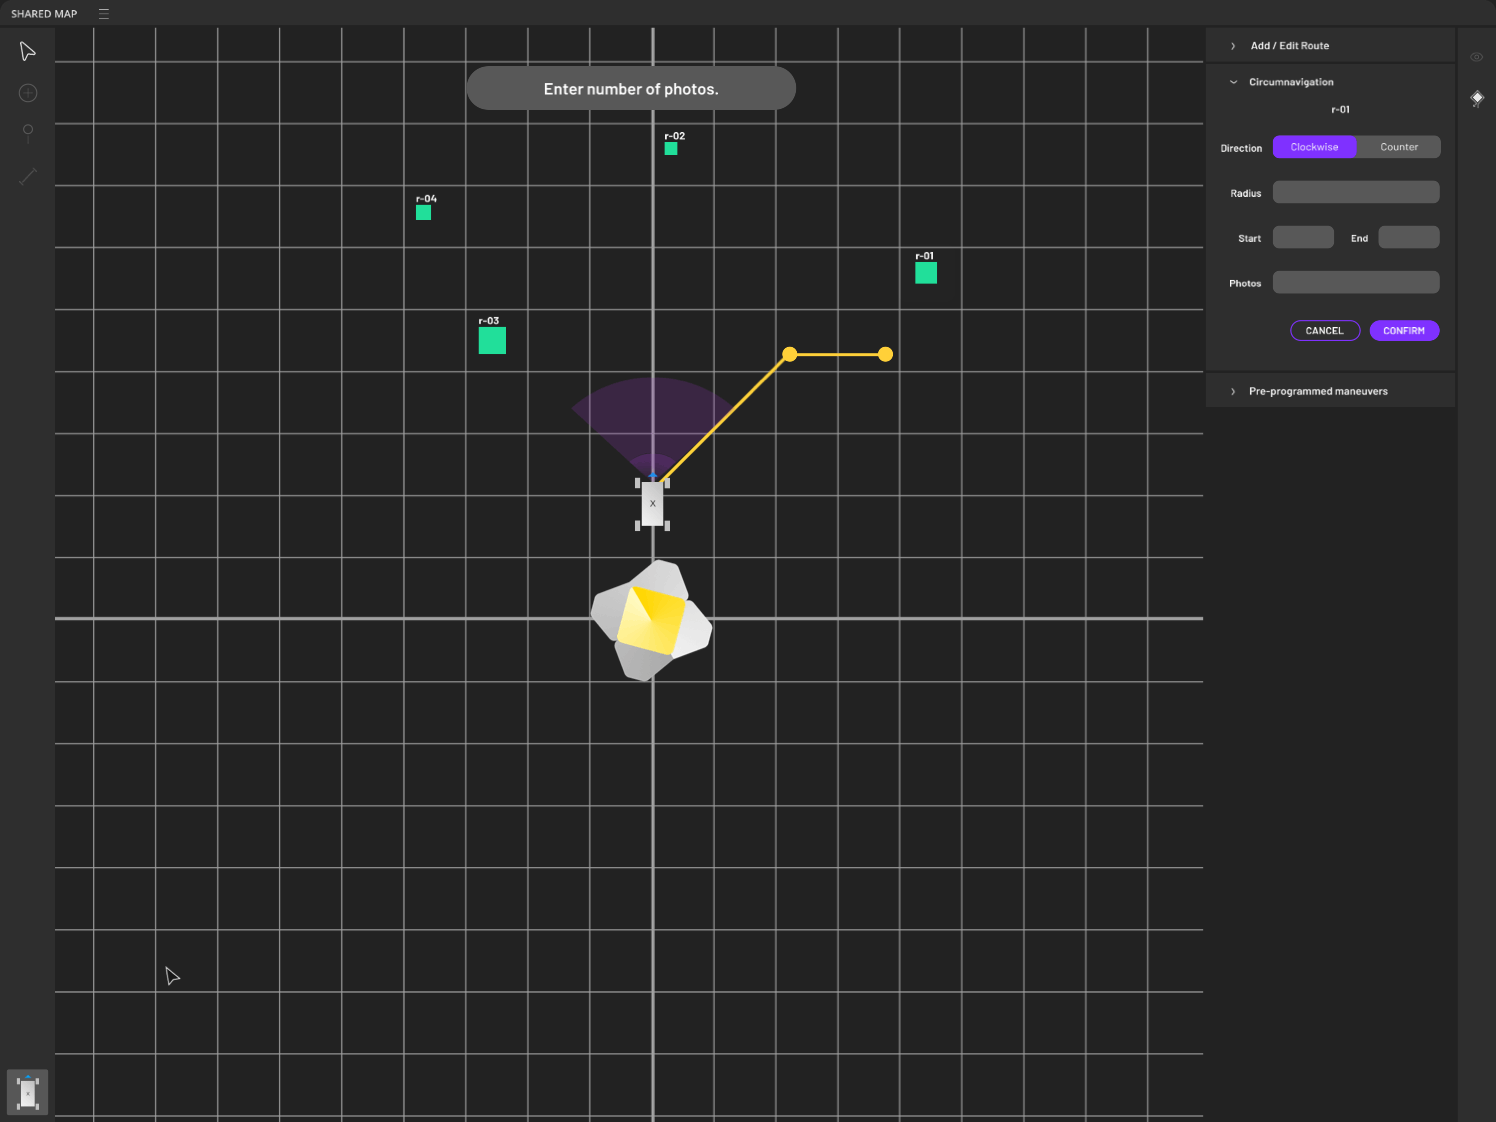 SHARED MAP
Add / Edit Route
Circumnavigation
r-01
Direction Clockwise Counter
Radius
Start End
Photos
CANCEL CONFIRM
Pre-programmed maneuvers
Enter number of photos.
r-02
r-04
r-01
r-03
X
X